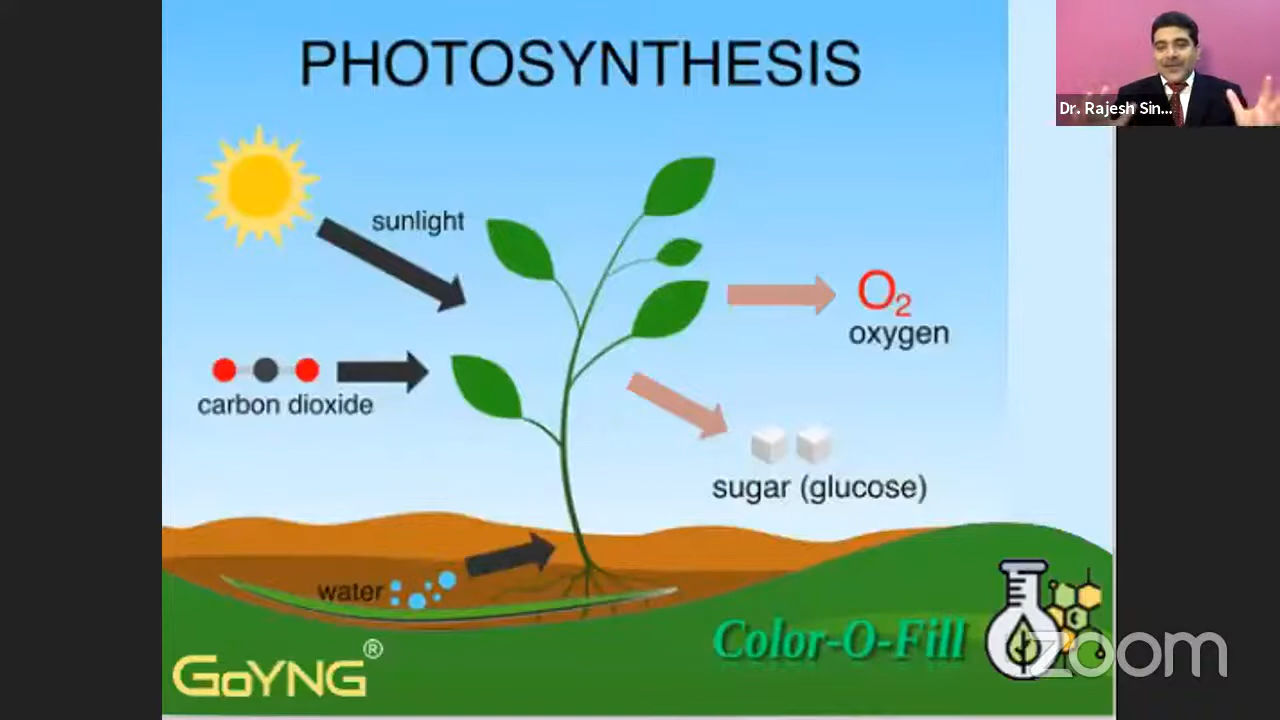 PHOTOSYNTHESIS
Dr. Rajesh Sin...
sunlight
O2
oxygen
carbon dioxide
sugar (glucose)
water
Color-O-Fill
GOYNG®
zoom